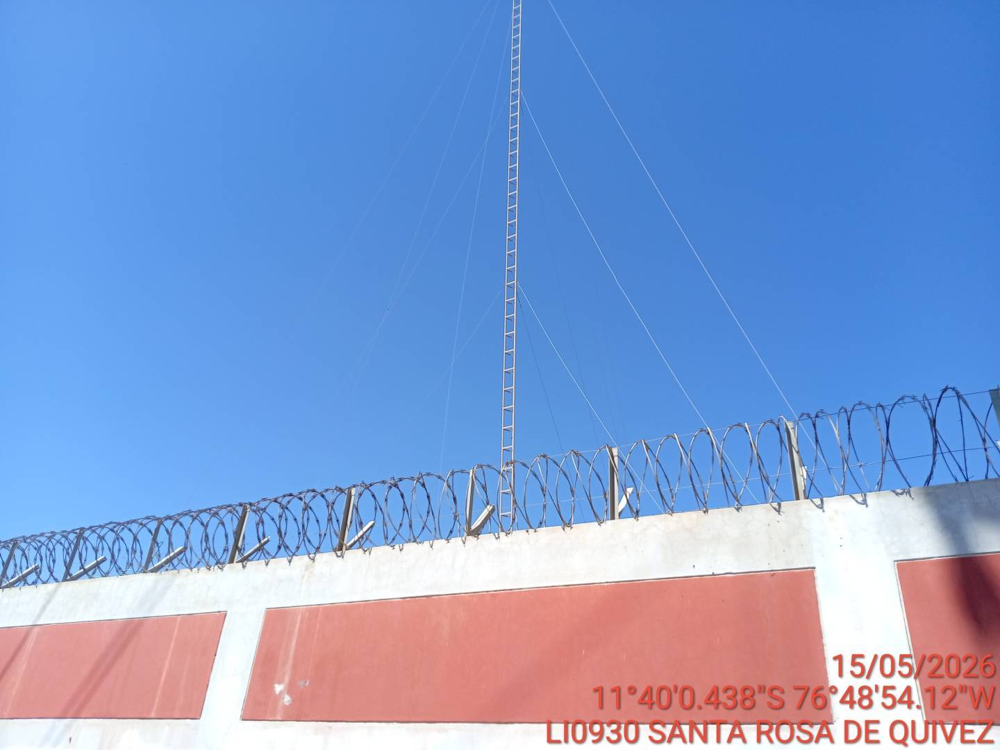 15/05/2026
11°40'0.438"S 76°48'54.12"W
LI0930 SANTA ROSA DE QUIVEZ